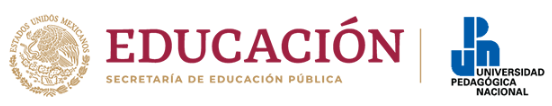 ESTADOS UNIDOS MEXICANOS
EDUCACIÓN
SECRETARÍA DE EDUCACIÓN PÚBLICA
UNIVERSIDAD
PEDAGÓGICA
NACIONAL